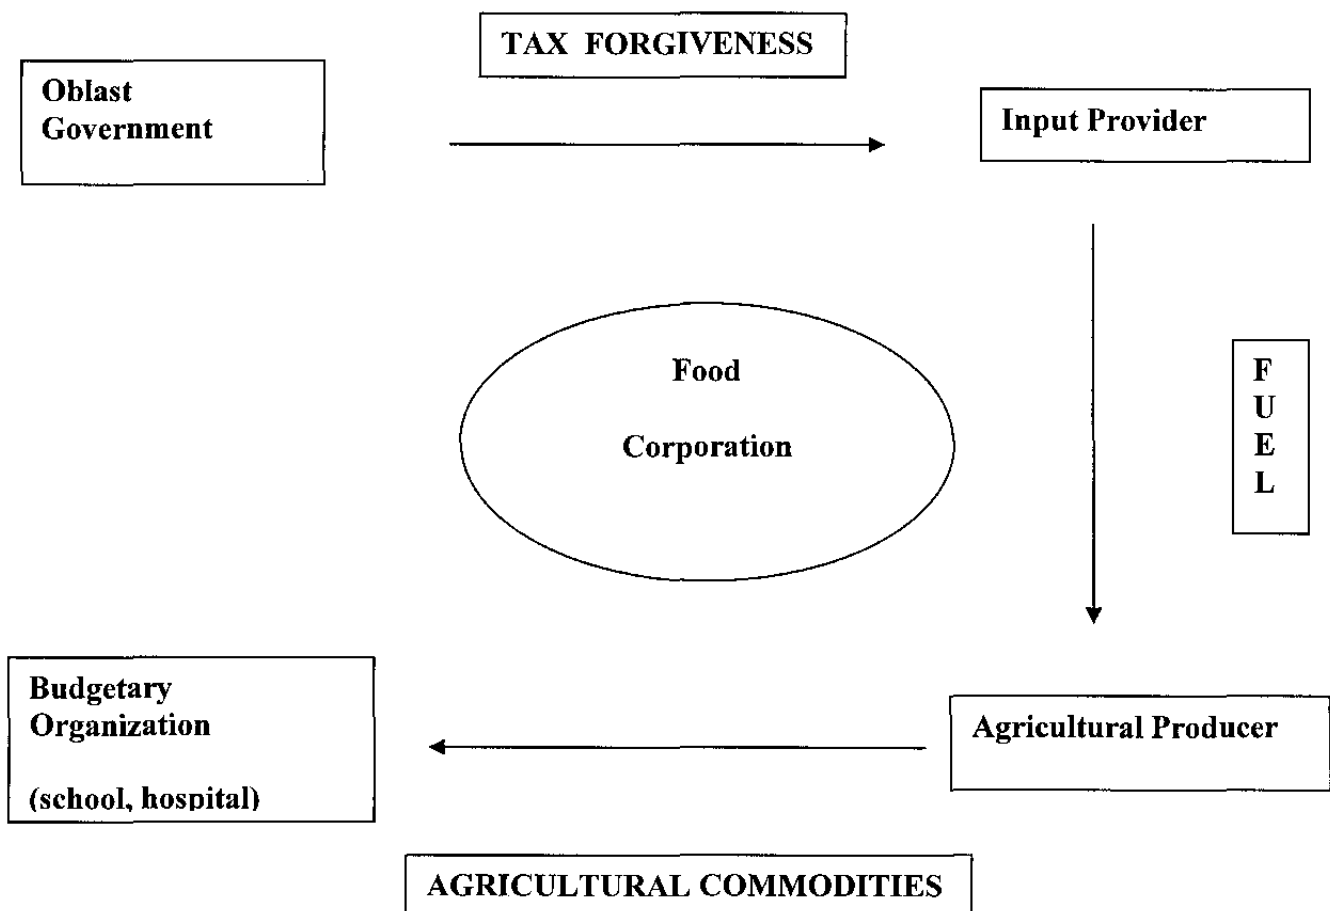 TAX FORGIVENESS
Oblast
Government
Input Provider
Food
Corporation
F
U
E
L
Budgetary
Organization
(school, hospital)
Agricultural Producer
AGRICULTURAL COMMODITIES